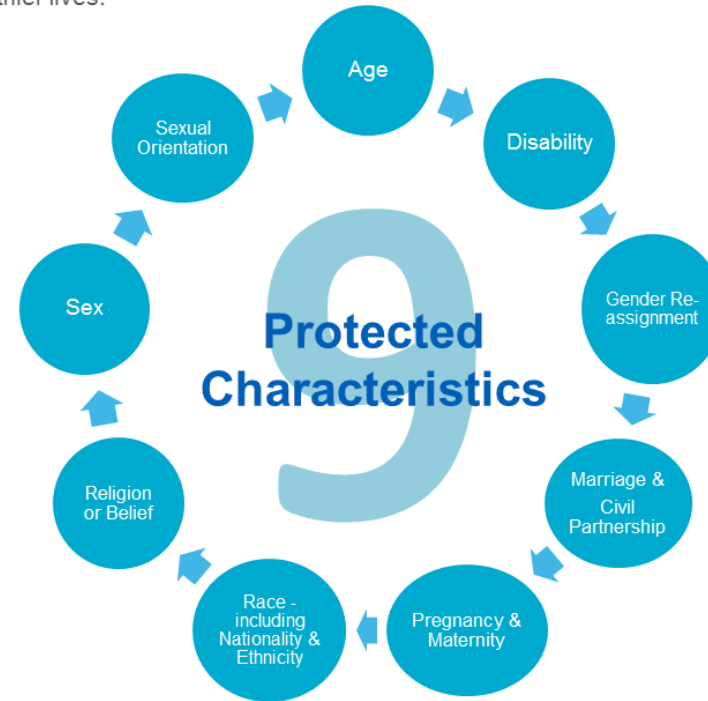 lives.
Age
Disability
Gender Re-
assignment
Marriage &
Civil
Partnership
Pregnancy &
Maternity
Race -
including
Nationality &
Ethnicity
Religion
or Belief
Sex
Sexual
Orientation
9
Protected
Characteristics